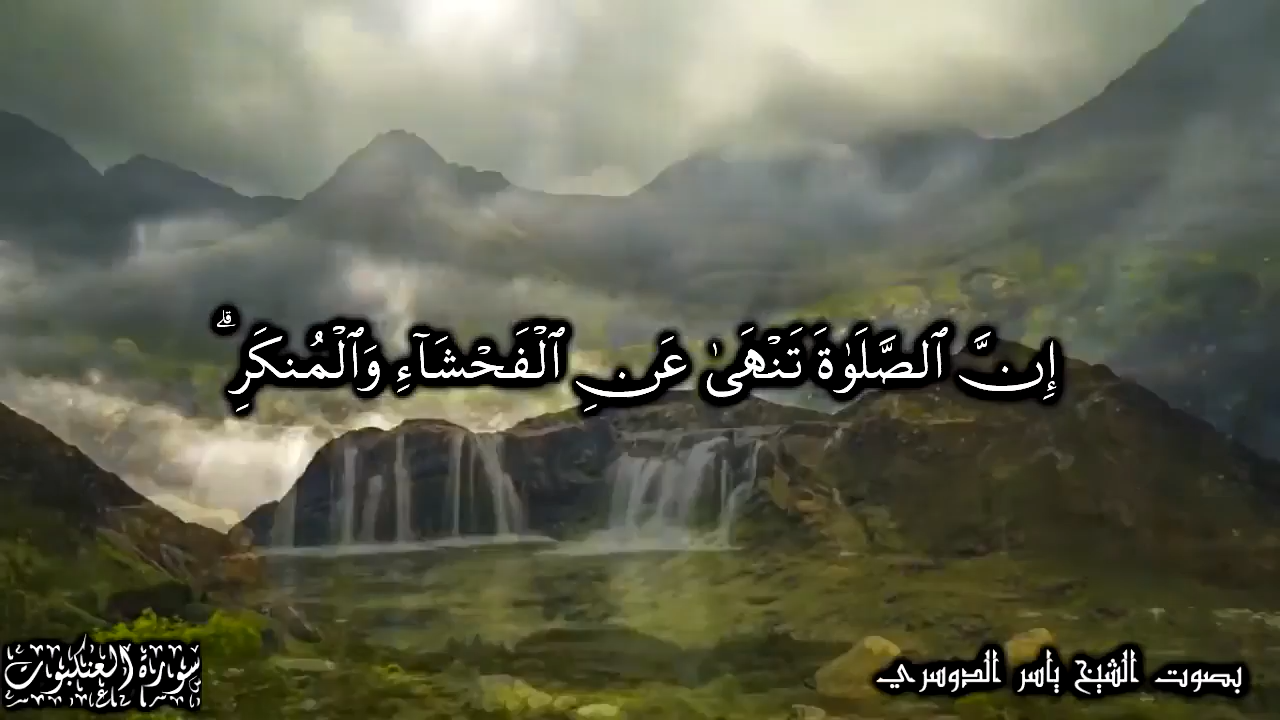 إِنَّ ٱلصَّلَوٰةَ تَنْهَىٰ عَنِ ٱلْفَحْشَآءِ وَٱلْمُنكَرِ ۗ
سورة العنكبوت
بصوت الشيخ ياسر الدوسري